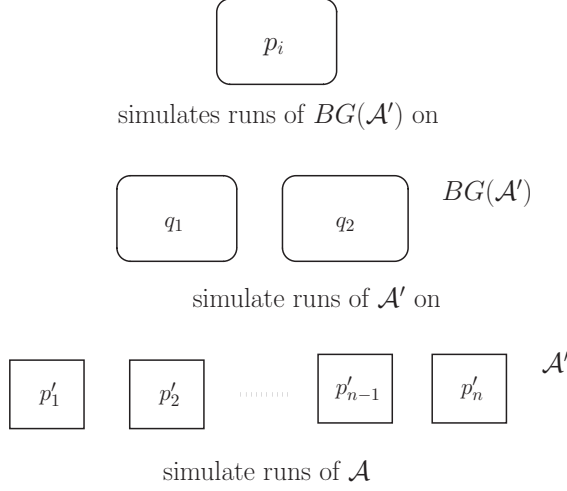 p_i
simulates runs of BG(𝒜′) on
q_1 q_2 BG(𝒜′)
simulate runs of 𝒜′ on
p′_1 p′_2 ........... p′_{n−1} p′_n 𝒜′
simulate runs of 𝒜